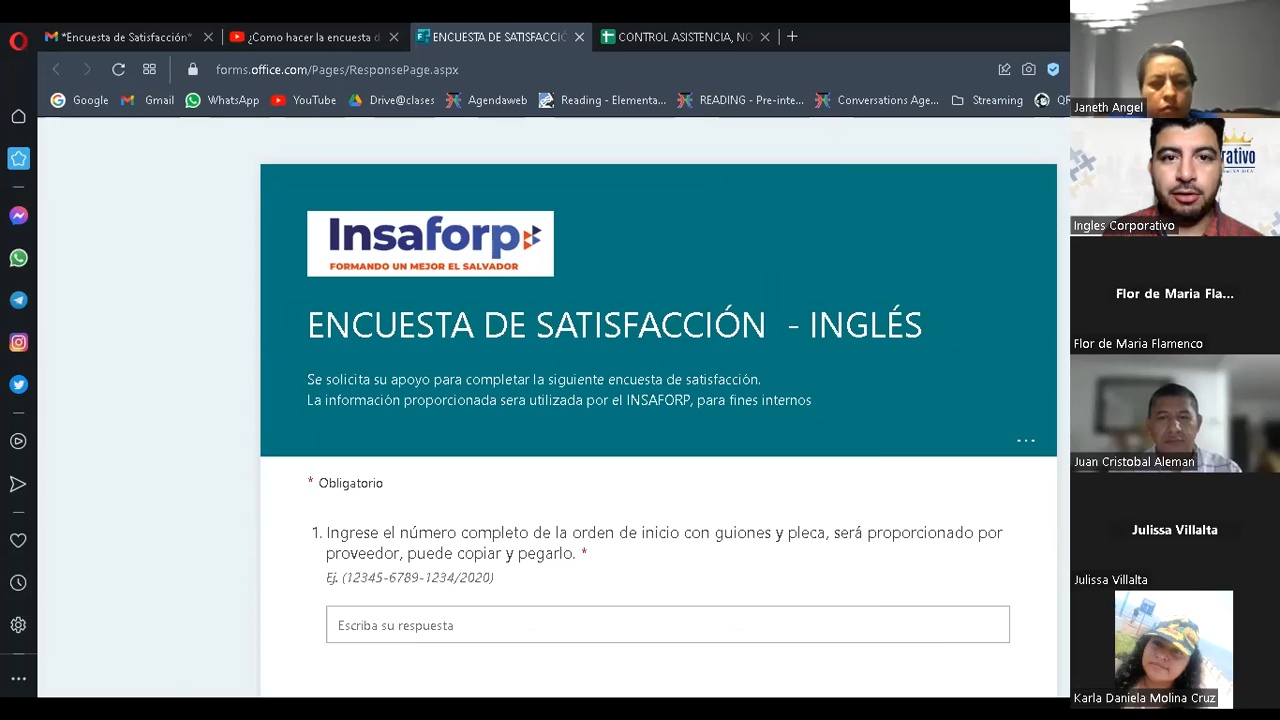 *Encuesta de Satisfacción*
¿Como hacer la encuesta d
ENCUESTA DE SATISFACCIÓ
CONTROL ASISTENCIA, NO
forms.office.com/Pages/ResponsePage.aspx
Google
Gmail
WhatsApp
YouTube
Drive@clases
Agendaweb
Reading - Elementa...
READING - Pre-inte...
Conversations Age...
Streaming
QR
Insaforp
FORMANDO UN MEJOR EL SALVADOR
ENCUESTA DE SATISFACCIÓN - INGLÉS
Se solicita su apoyo para completar la siguiente encuesta de satisfacción.
La información proporcionada sera utilizada por el INSAFORP, para fines internos
...
* Obligatorio
1. Ingrese el número completo de la orden de inicio con guiones y pleca, será proporcionado por
proveedor, puede copiar y pegarlo. *
Ej. (12345-6789-1234/2020)
Escriba su respuesta
Janeth Angel
rativo
Ingles Corporativo
Flor de Maria Fla...
Flor de Maria Flamenco
Juan Cristobal Aleman
Julissa Villalta
Julissa Villalta
Karla Daniela Molina Cruz